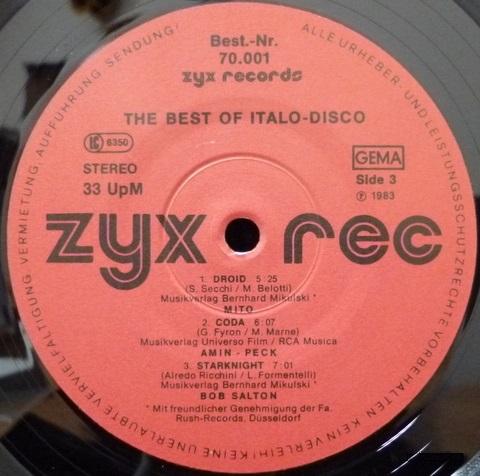 Best.-Nr.
70.001
zyx records
THE BEST OF ITALO-DISCO
LC 6350
GEMA
STEREO
Side 3
33 UpM
℗ 1983
zyx rec
1. DROID 5:25
(S. Secchi / M. Belotti)
Musikverlag Bernhard Mikulski *
MITO
2. CODA 6:07
(G. Fyron / M. Marne)
Musikverlag Universo Film / RCA Musica
AMIN - PECK
3. STARKNIGHT 7:01
(Alfredo Ricchini / L. Formentelli)
Musikverlag Bernhard Mikulski *
BOB SALTON
* Mit freundlicher Genehmigung der Fa.
Rush-Records, Düsseldorf
ALLE URHEBER- UND LEISTUNGSSCHUTZRECHTE VORBEHALTEN KEIN VERLEIH! KEINE UNERLAUBTE VERVIELFÄLTIGUNG VERMIETUNG, AUFFÜHRUNG SENDUNG!